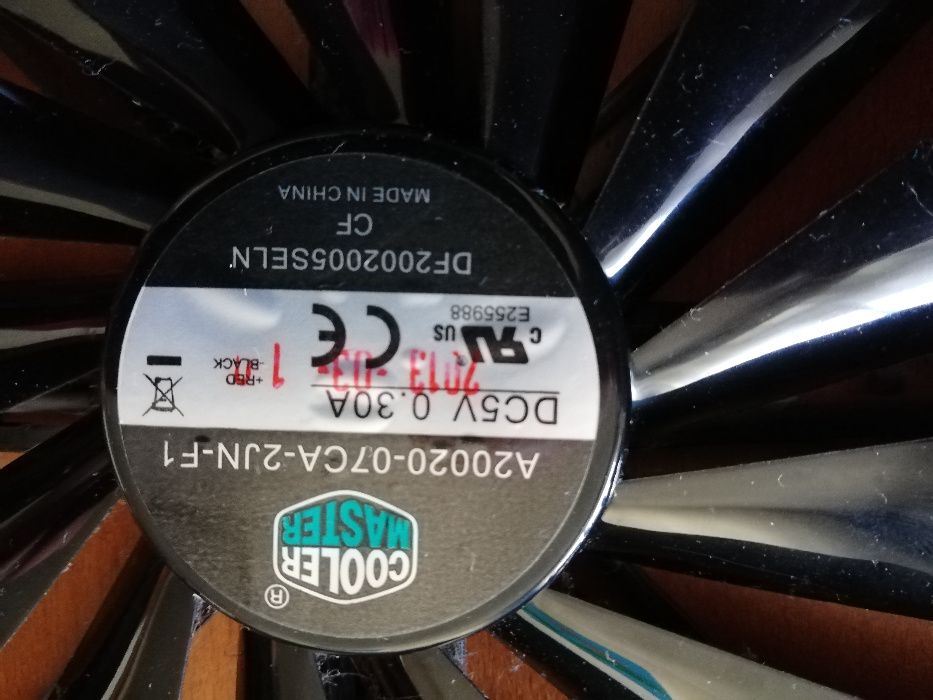 COOLER
MASTER
®
A20020-07CA-2JN-F1
DC5V 0.30A
+RED
-BLACK
2013 -03-
CE
c UR US
E255988
DF2002005SELN
CF
MADE IN CHINA